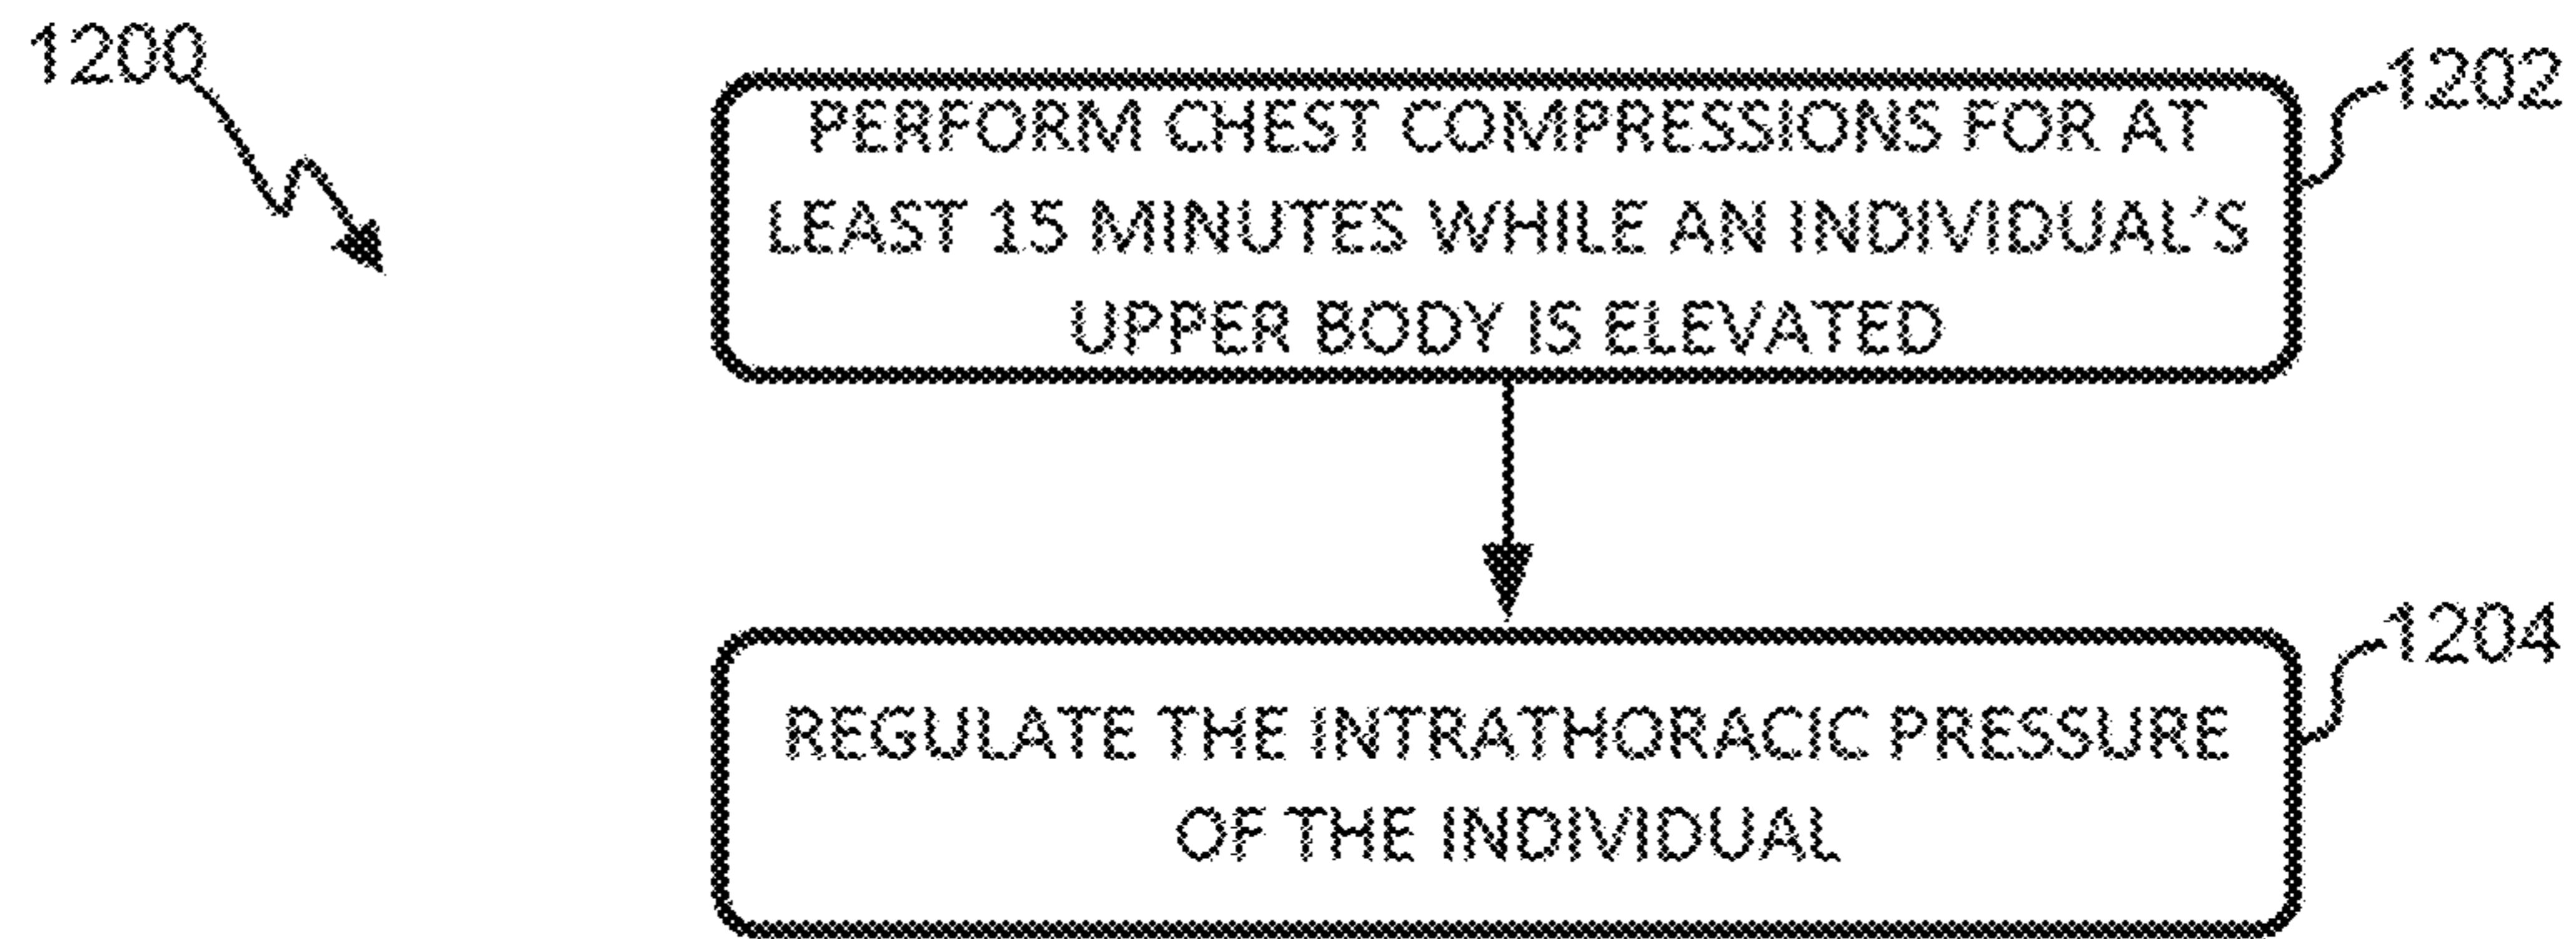 1200
1202
PERFORM CHEST COMPRESSIONS FOR AT
LEAST 15 MINUTES WHILE AN INDIVIDUAL'S
UPPER BODY IS ELEVATED
1204
REGULATE THE INTRATHORACIC PRESSURE
OF THE INDIVIDUAL